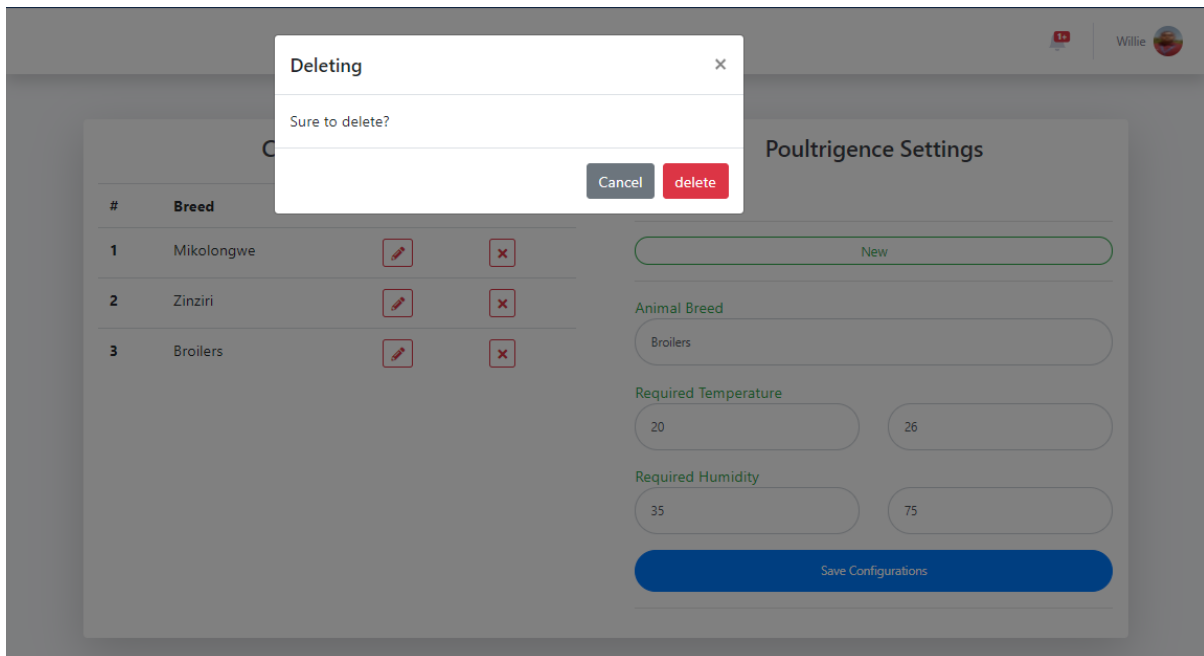 1+
Willie
Deleting
×
Sure to delete?
Cancel delete
C
Poultrigence Settings
# Breed
1 Mikolongwe
2 Zinziri
3 Broilers
New
Animal Breed
Broilers
Required Temperature
20 26
Required Humidity
35 75
Save Configurations